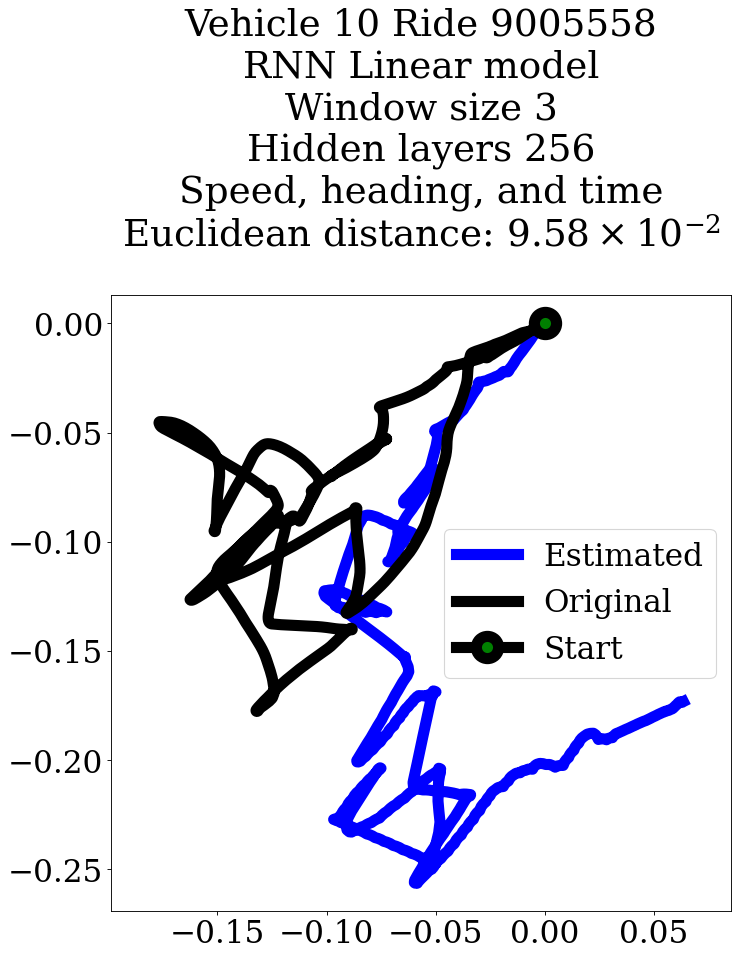 Vehicle 10 Ride 9005558
RNN Linear model
Window size 3
Hidden layers 256
Speed, heading, and time
Euclidean distance: 9.58 × 10⁻²
0.00
−0.05
−0.10
−0.15
−0.20
−0.25
Estimated
Original
Start
−0.15 −0.10 −0.05 0.00 0.05